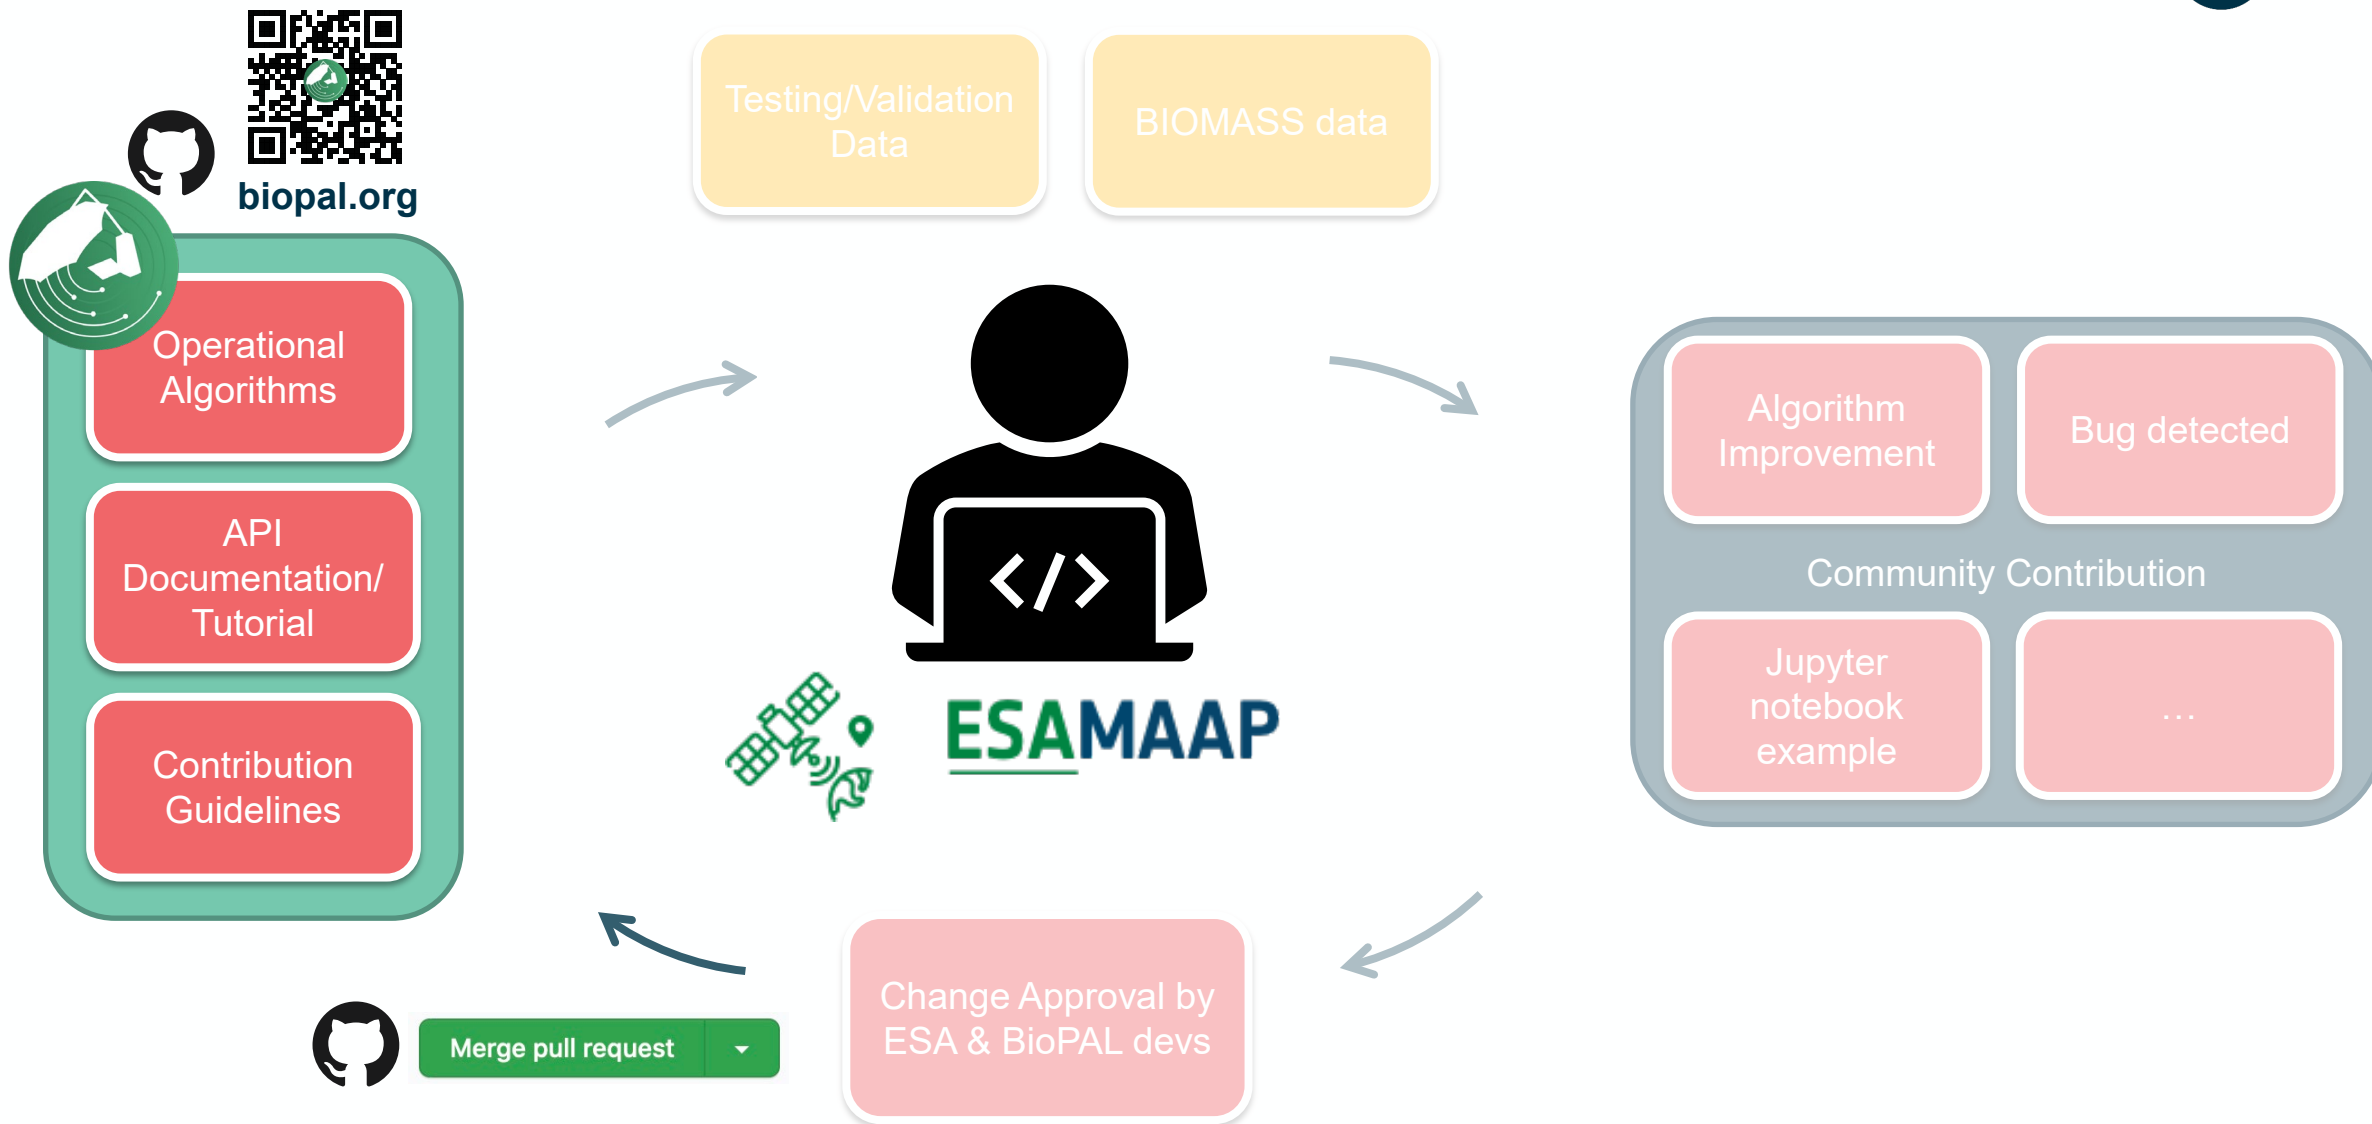 biopal.org
Operational
Algorithms
API
Documentation/
Tutorial
Contribution
Guidelines
Testing/Validation
Data
BIOMASS data
</>
ESAMAAP
Algorithm
Improvement
Bug detected
Community Contribution
Jupyter
notebook
example
...
Change Approval by
ESA & BioPAL devs
Merge pull request